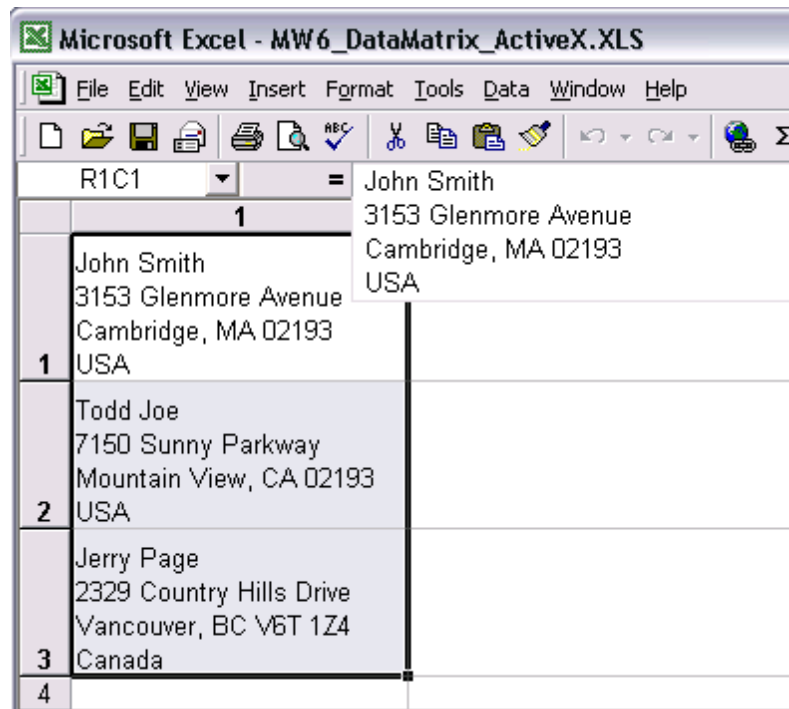 Microsoft Excel - MW6_DataMatrix_ActiveX.XLS
File Edit View Insert Format Tools Data Window Help
ABC Σ
R1C1 = John Smith
3153 Glenmore Avenue
Cambridge, MA 02193
USA
1
John Smith
3153 Glenmore Avenue
Cambridge, MA 02193
1 USA
Todd Joe
7150 Sunny Parkway
Mountain View, CA 02193
2 USA
Jerry Page
2329 Country Hills Drive
Vancouver, BC V6T 1Z4
3 Canada
4